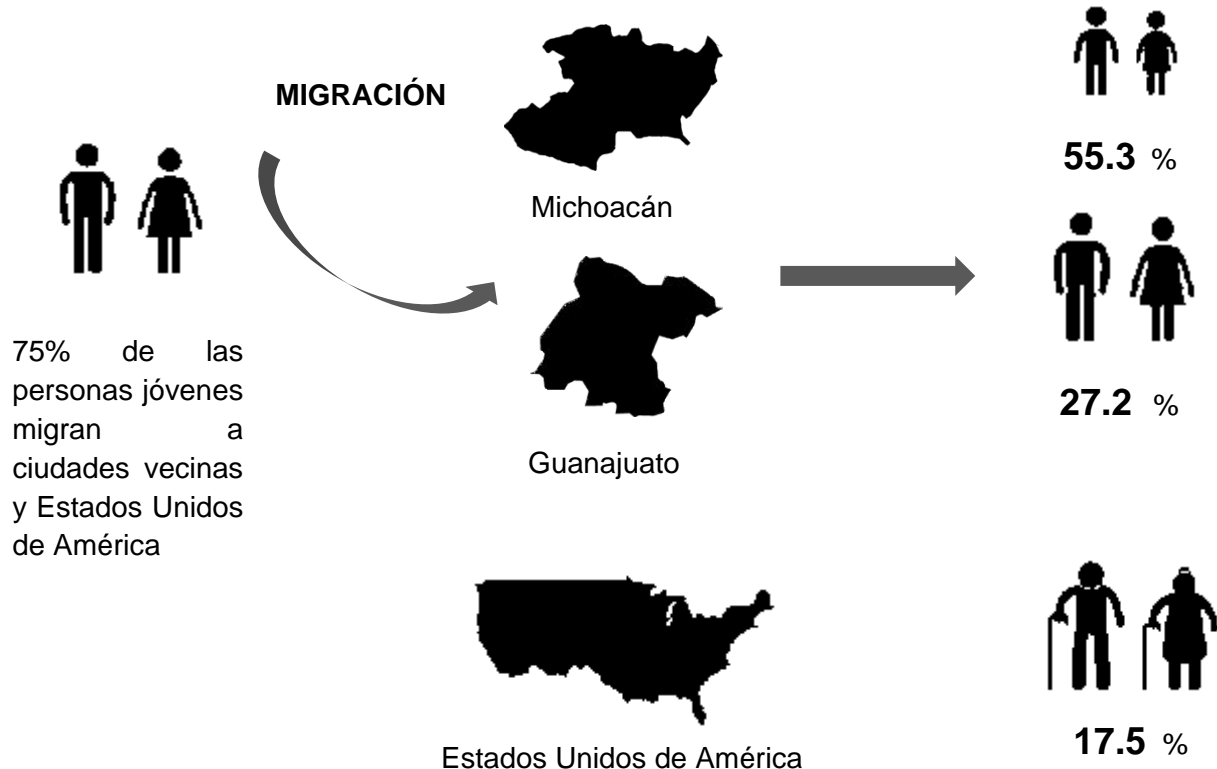 MIGRACIÓN
75% de las
personas jóvenes
migran a
ciudades vecinas
y Estados Unidos
de América
Michoacán
Guanajuato
Estados Unidos de América
55.3 %
27.2 %
17.5 %